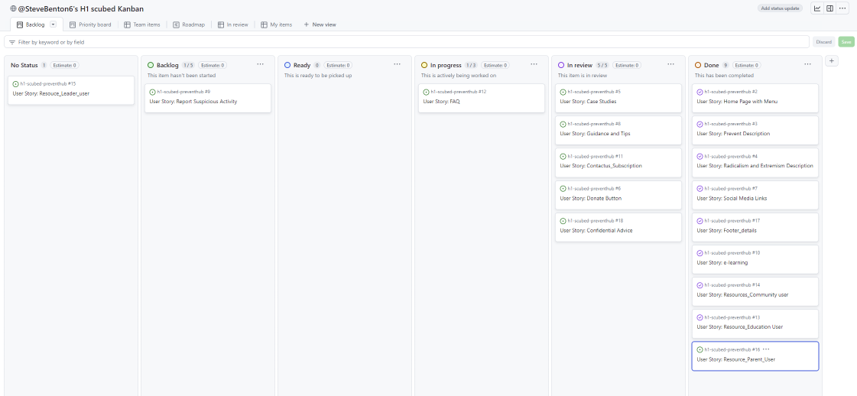 @SteveBenton6's H1 scubed Kanban
Add status update
Backlog
Priority board
Team items
Roadmap
In review
My items
+ New view
Filter by keyword or by field
Discard
Save
No Status 1 Estimate: 0
h1-scubed-preventhub #15
User Story: Resouce_Leader_user
Backlog 1 / 5 Estimate: 0
This item hasn't been started
h1-scubed-preventhub #9
User Story: Report Suspicious Activity
Ready 0 Estimate: 0
This is ready to be picked up
In progress 1 / 3 Estimate: 0
This is actively being worked on
h1-scubed-preventhub #12
User Story: FAQ
In review 5 / 5 Estimate: 0
This item is in review
h1-scubed-preventhub #5
User Story: Case Studies
h1-scubed-preventhub
User Story: Guidance and Tips
h1-scubed-preventhub #11
User Story: Contactus_Subscription
h1-scubed-preventhub
User Story: Donate Button
h1-scubed-preventhub #18
User Story: Confidential Advice
Done 9 Estimate: 0
This has been completed
h1-scubed-preventhub #2
User Story: Home Page with Menu
h1-scubed-preventhub #3
User Story: Prevent Description
h1-scubed-preventhub #4
User Story: Radicalism and Extremism Description
h1-scubed-preventhub #7
User Story: Social Media Links
h1-scubed-preventhub #17
User Story: Footer_details
h1-scubed-preventhub #10
User Story: e-learning
h1-scubed-preventhub #14
User Story: Resources_Community user
h1-scubed-preventhub #13
User Story: Resource_Education User
h1-scubed-preventhub #16
User Story: Resource_Parent_User